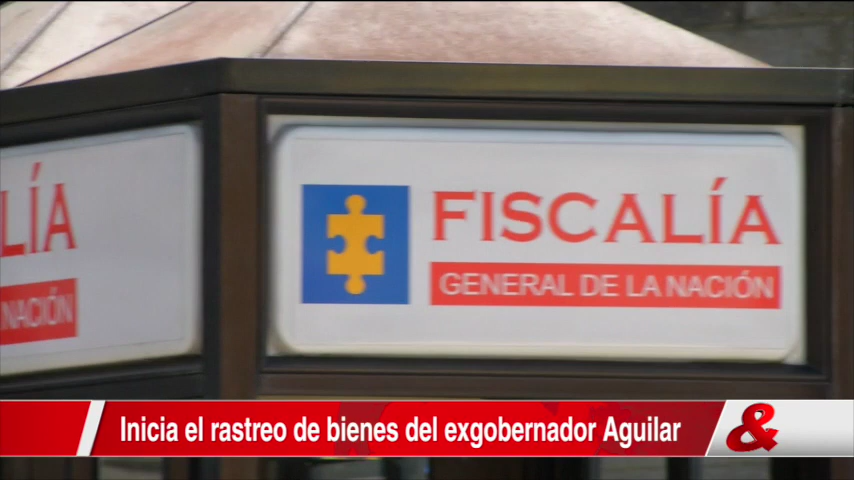 LÍA
NACIÓN
FISCALÍA
GENERAL DE LA NACIÓN
Inicia el rastreo de bienes del exgobernador Aguilar
&